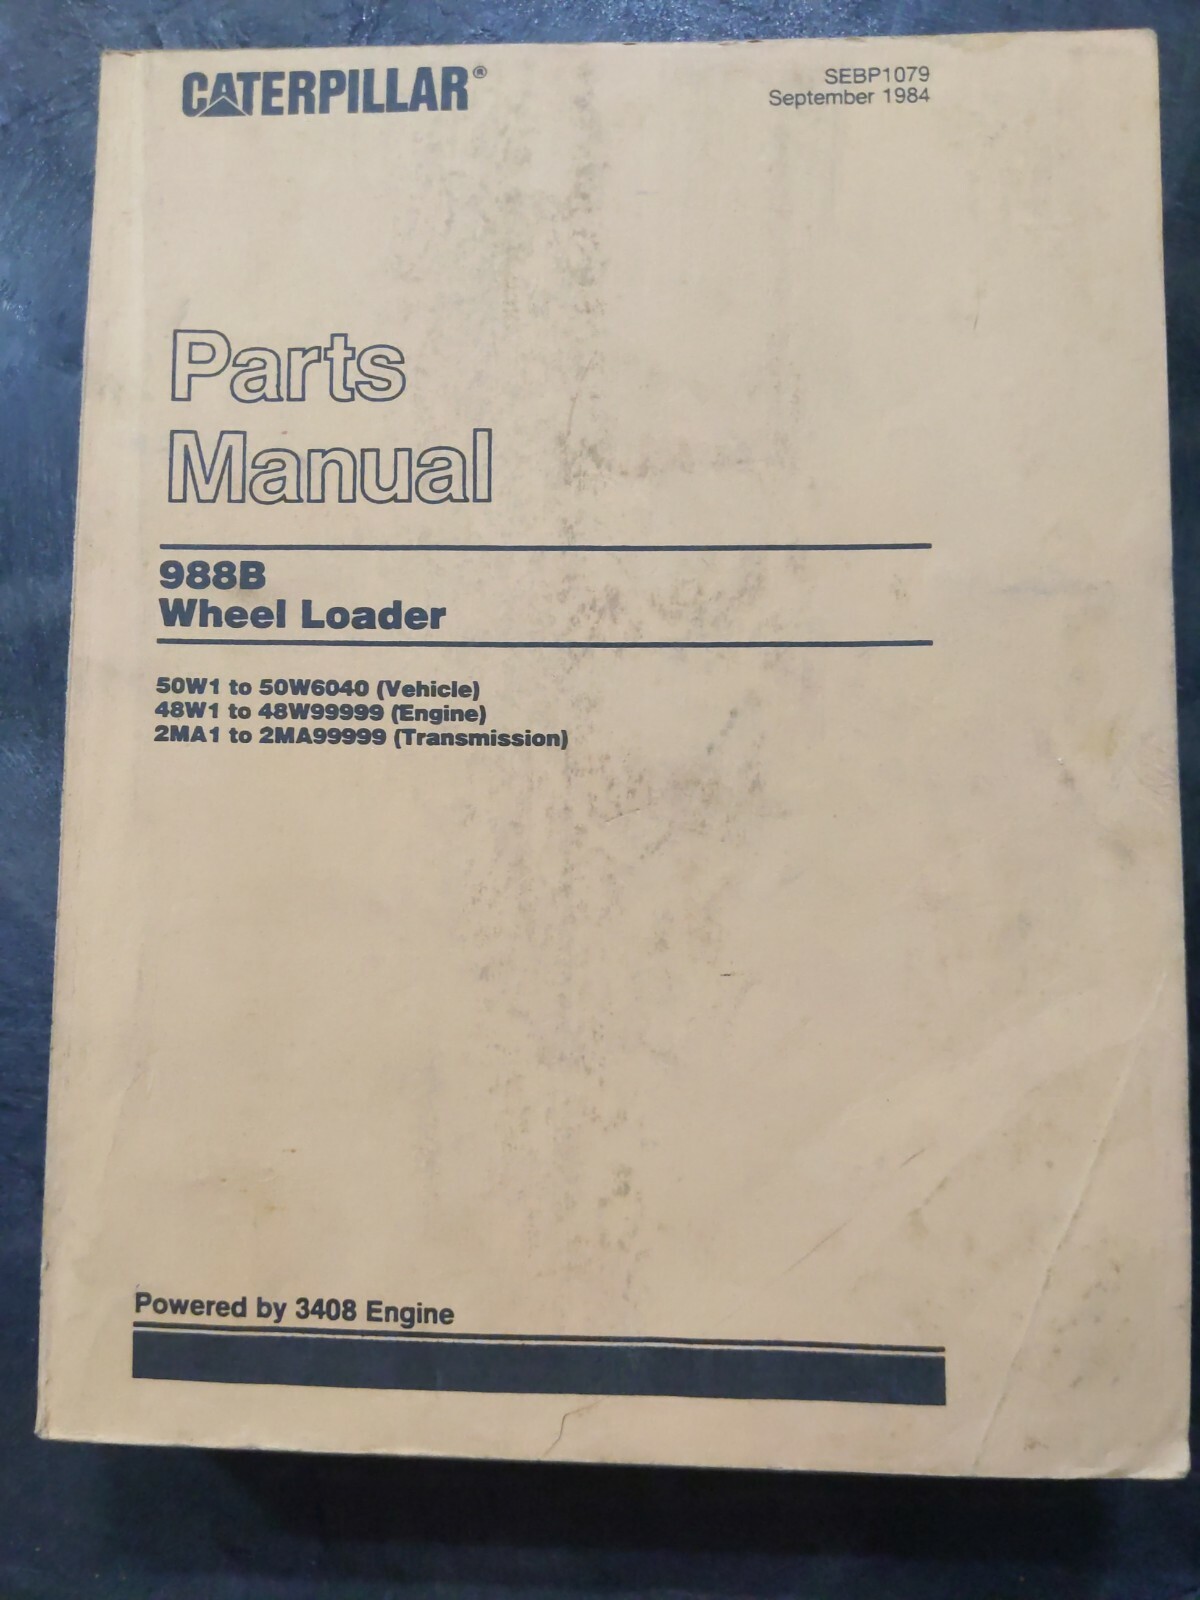 CATERPILLAR®
SEBP1079
September 1984
Parts
Manual
988B
Wheel Loader
50W1 to 50W6040 (Vehicle)
48W1 to 48W99999 (Engine)
2MA1 to 2MA99999 (Transmission)
Powered by 3408 Engine